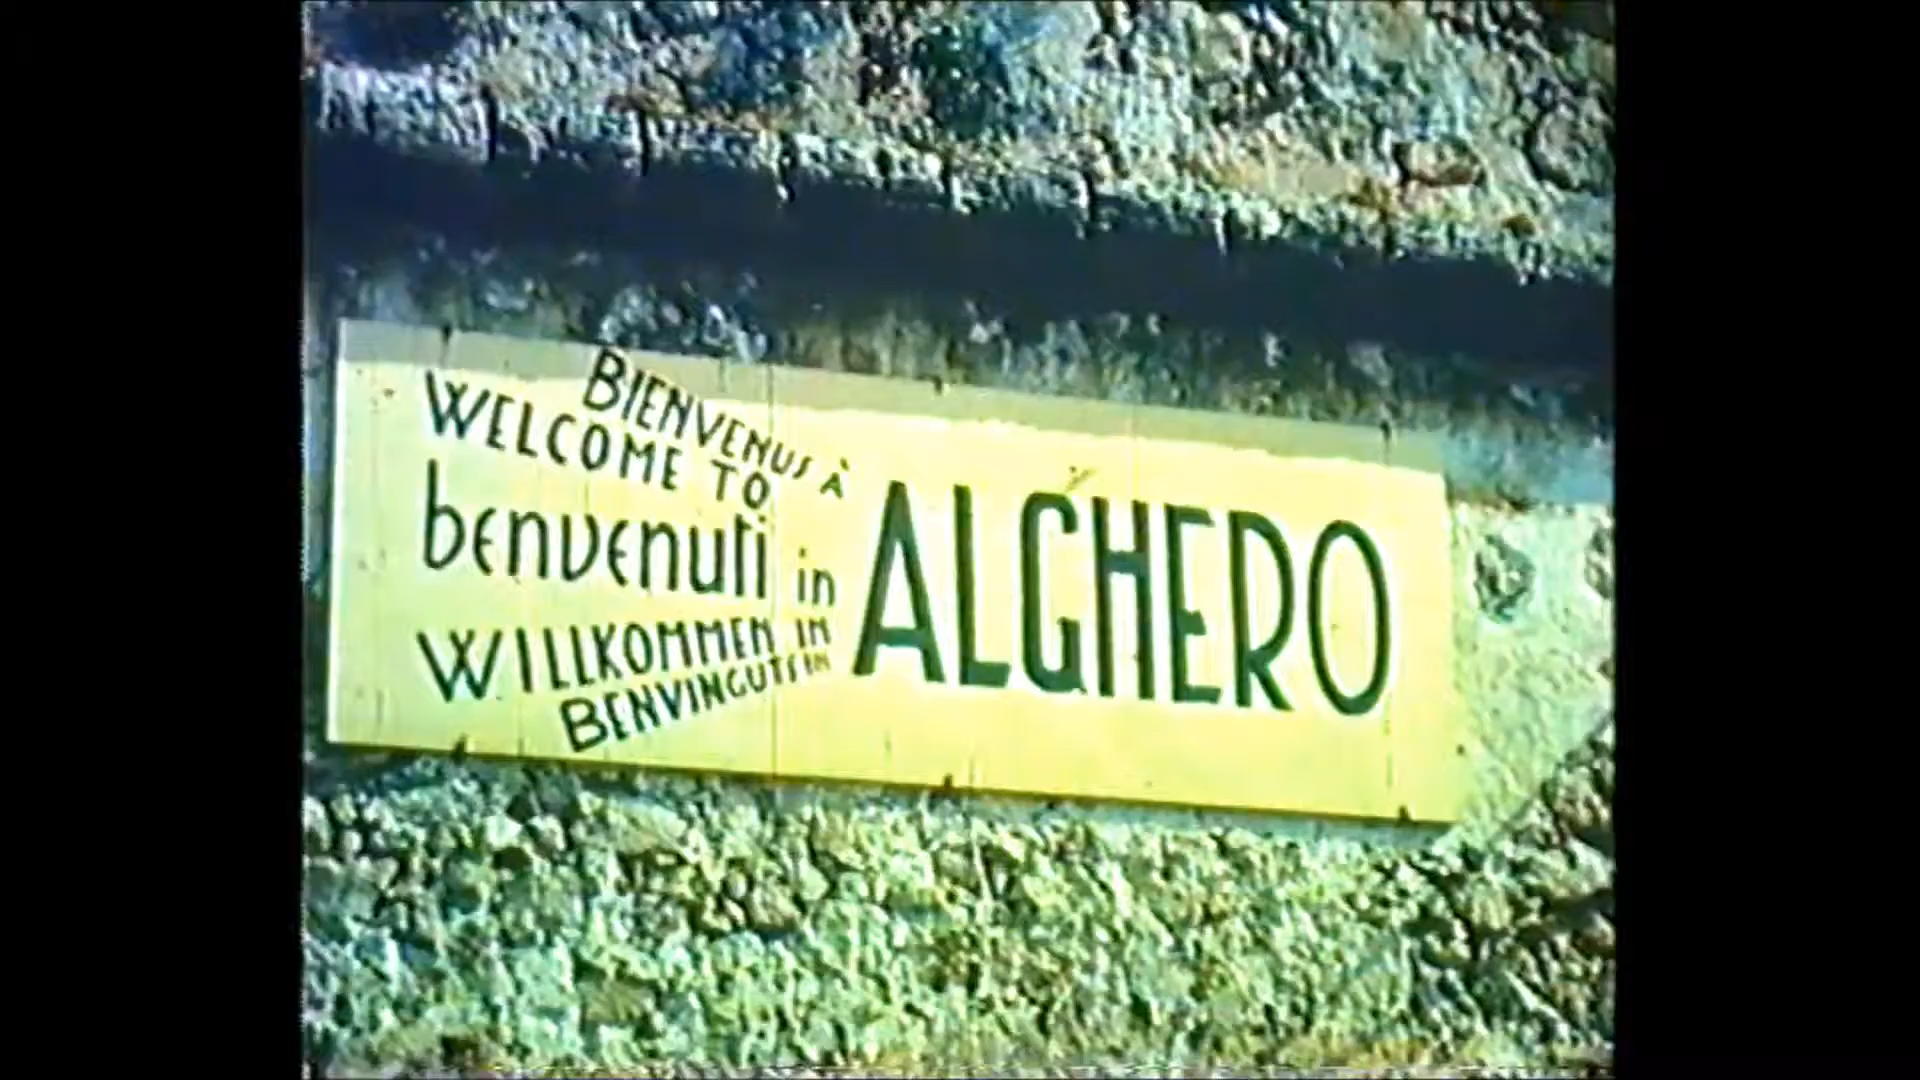 BIENVENUS À
WELCOME TO
benvenuti in
WILLKOMMEN IN
BENVINGUTS IN
ALGHERO